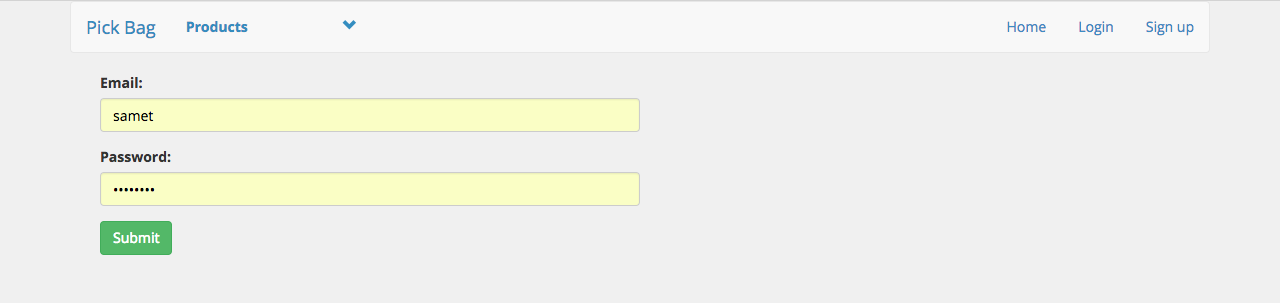 Pick Bag Products Home Login Sign up
Email:
samet
Password:
••••••••
Submit